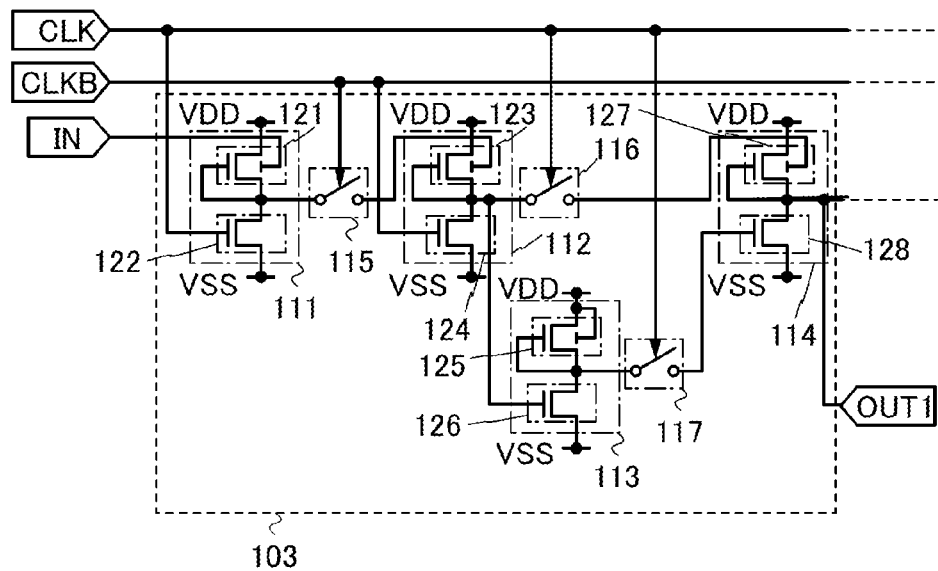 CLK
CLKB
IN
VDD 121
VDD 123
127 VDD
116
122
VSS
111
115
VSS
124
112
VSS
128
114
VDD
125
126
VSS
113
117
OUT1
103